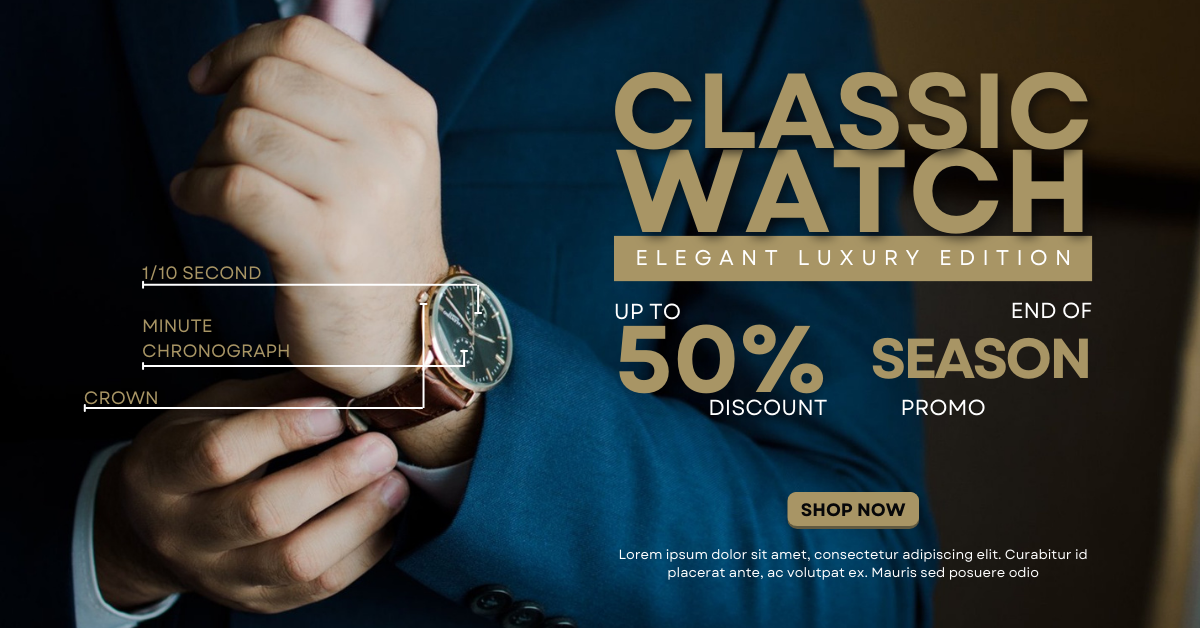 CLASSIC
WATCH
ELEGANT LUXURY EDITION
UP TO
50%
DISCOUNT
END OF
SEASON
PROMO
1/10 SECOND
MINUTE
CHRONOGRAPH
CROWN
SHOP NOW
Lorem ipsum dolor sit amet, consectetur adipiscing elit. Curabitur id
placerat ante, ac volutpat ex. Mauris sed posuere odio